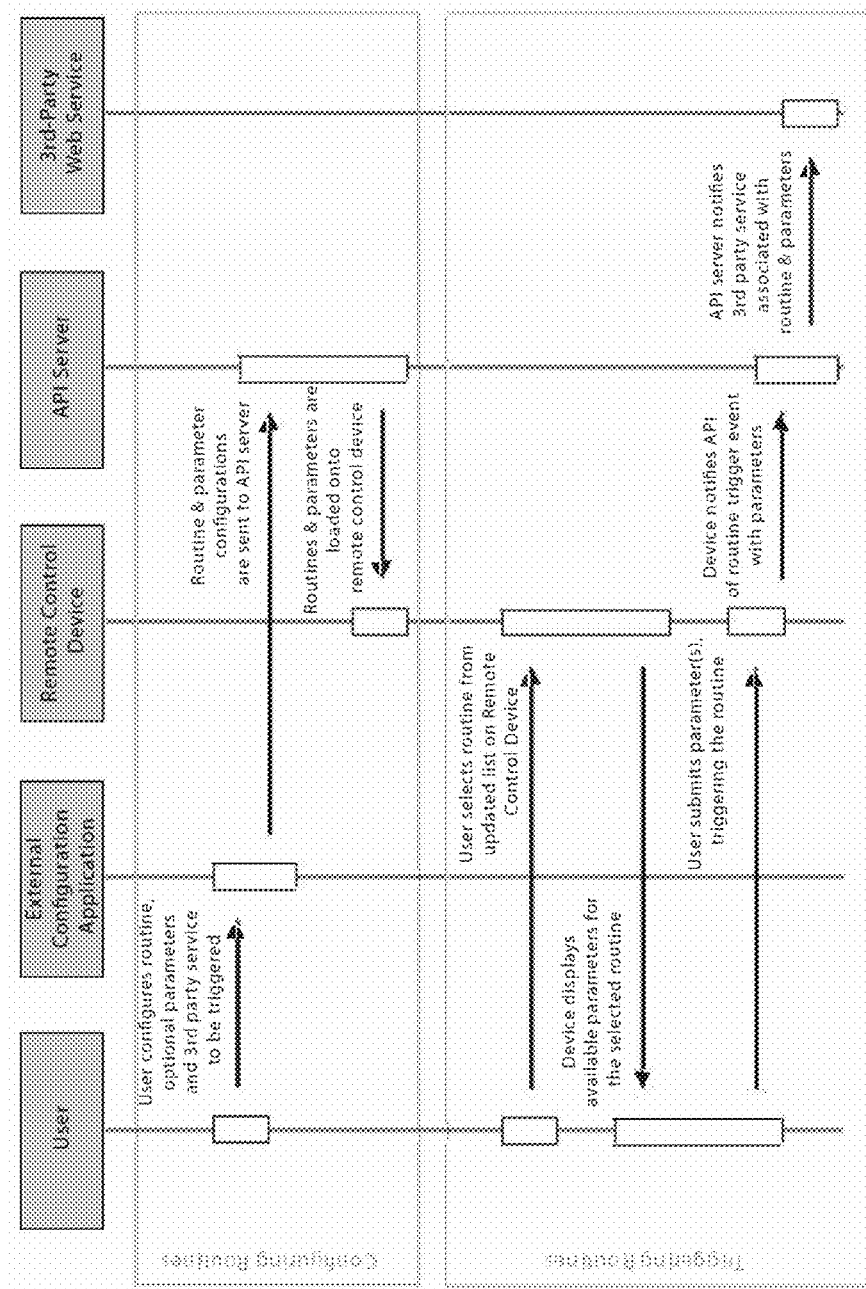 User
External
Configuration
Application
Remote Control
Device
API Server
3rd-Party
Web Service
Configuring Routines
User configures routine,
optional parameters
and 3rd party service
to be triggered
Routine & parameter
configurations
are sent to API server
Routines & parameters are
loaded onto
remote control device
Triggering Routines
User selects routine from
updated list on Remote
Control Device
Device displays
available parameters for
the selected routine
User submits parameter(s),
triggering the routine
Device notifies API
of routine trigger event
with parameters
API server notifies
3rd party service
associated with
routine & parameters